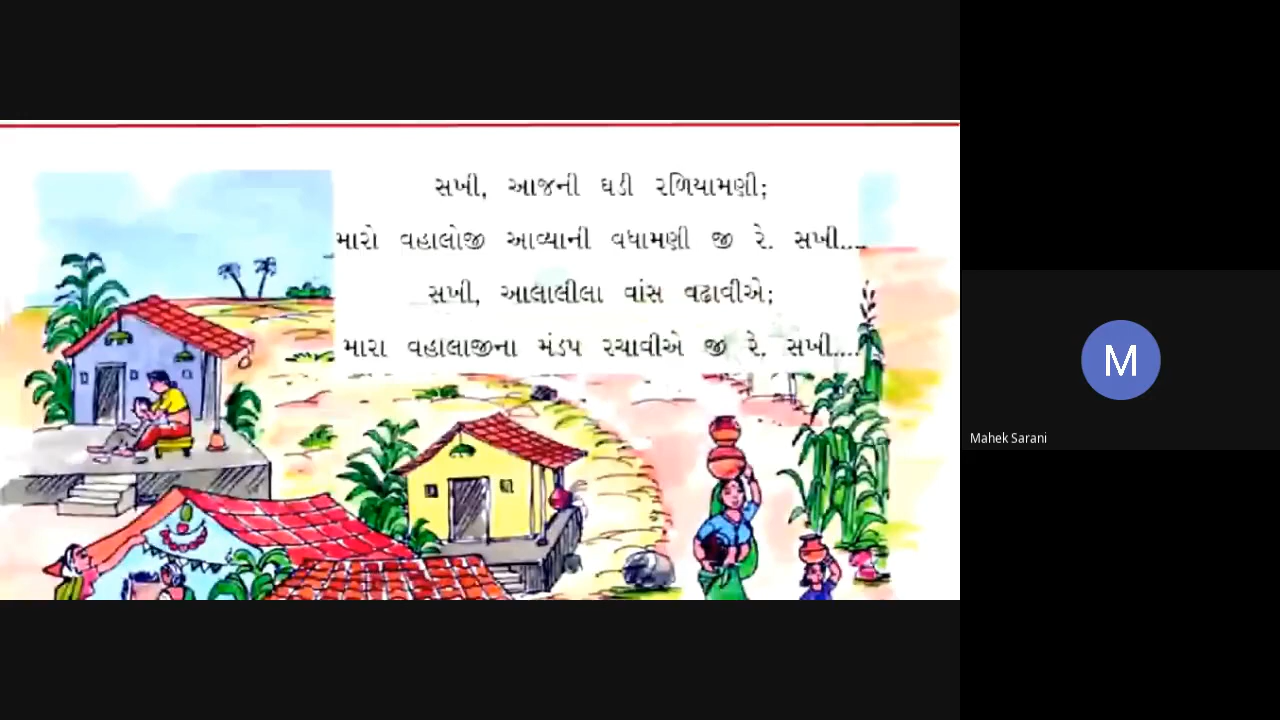 સખી, આજની ઘડી રળિયામણી;
મારો વહાલોજી આવ્યાની વધામણી જી રે. સખી....
સખી, આલાલીલા વાંસ વઢાવીએ;
મારા વહાલાજીના મંડપ રચાવીએ જી રે. સખી....
M
Mahek Sarani